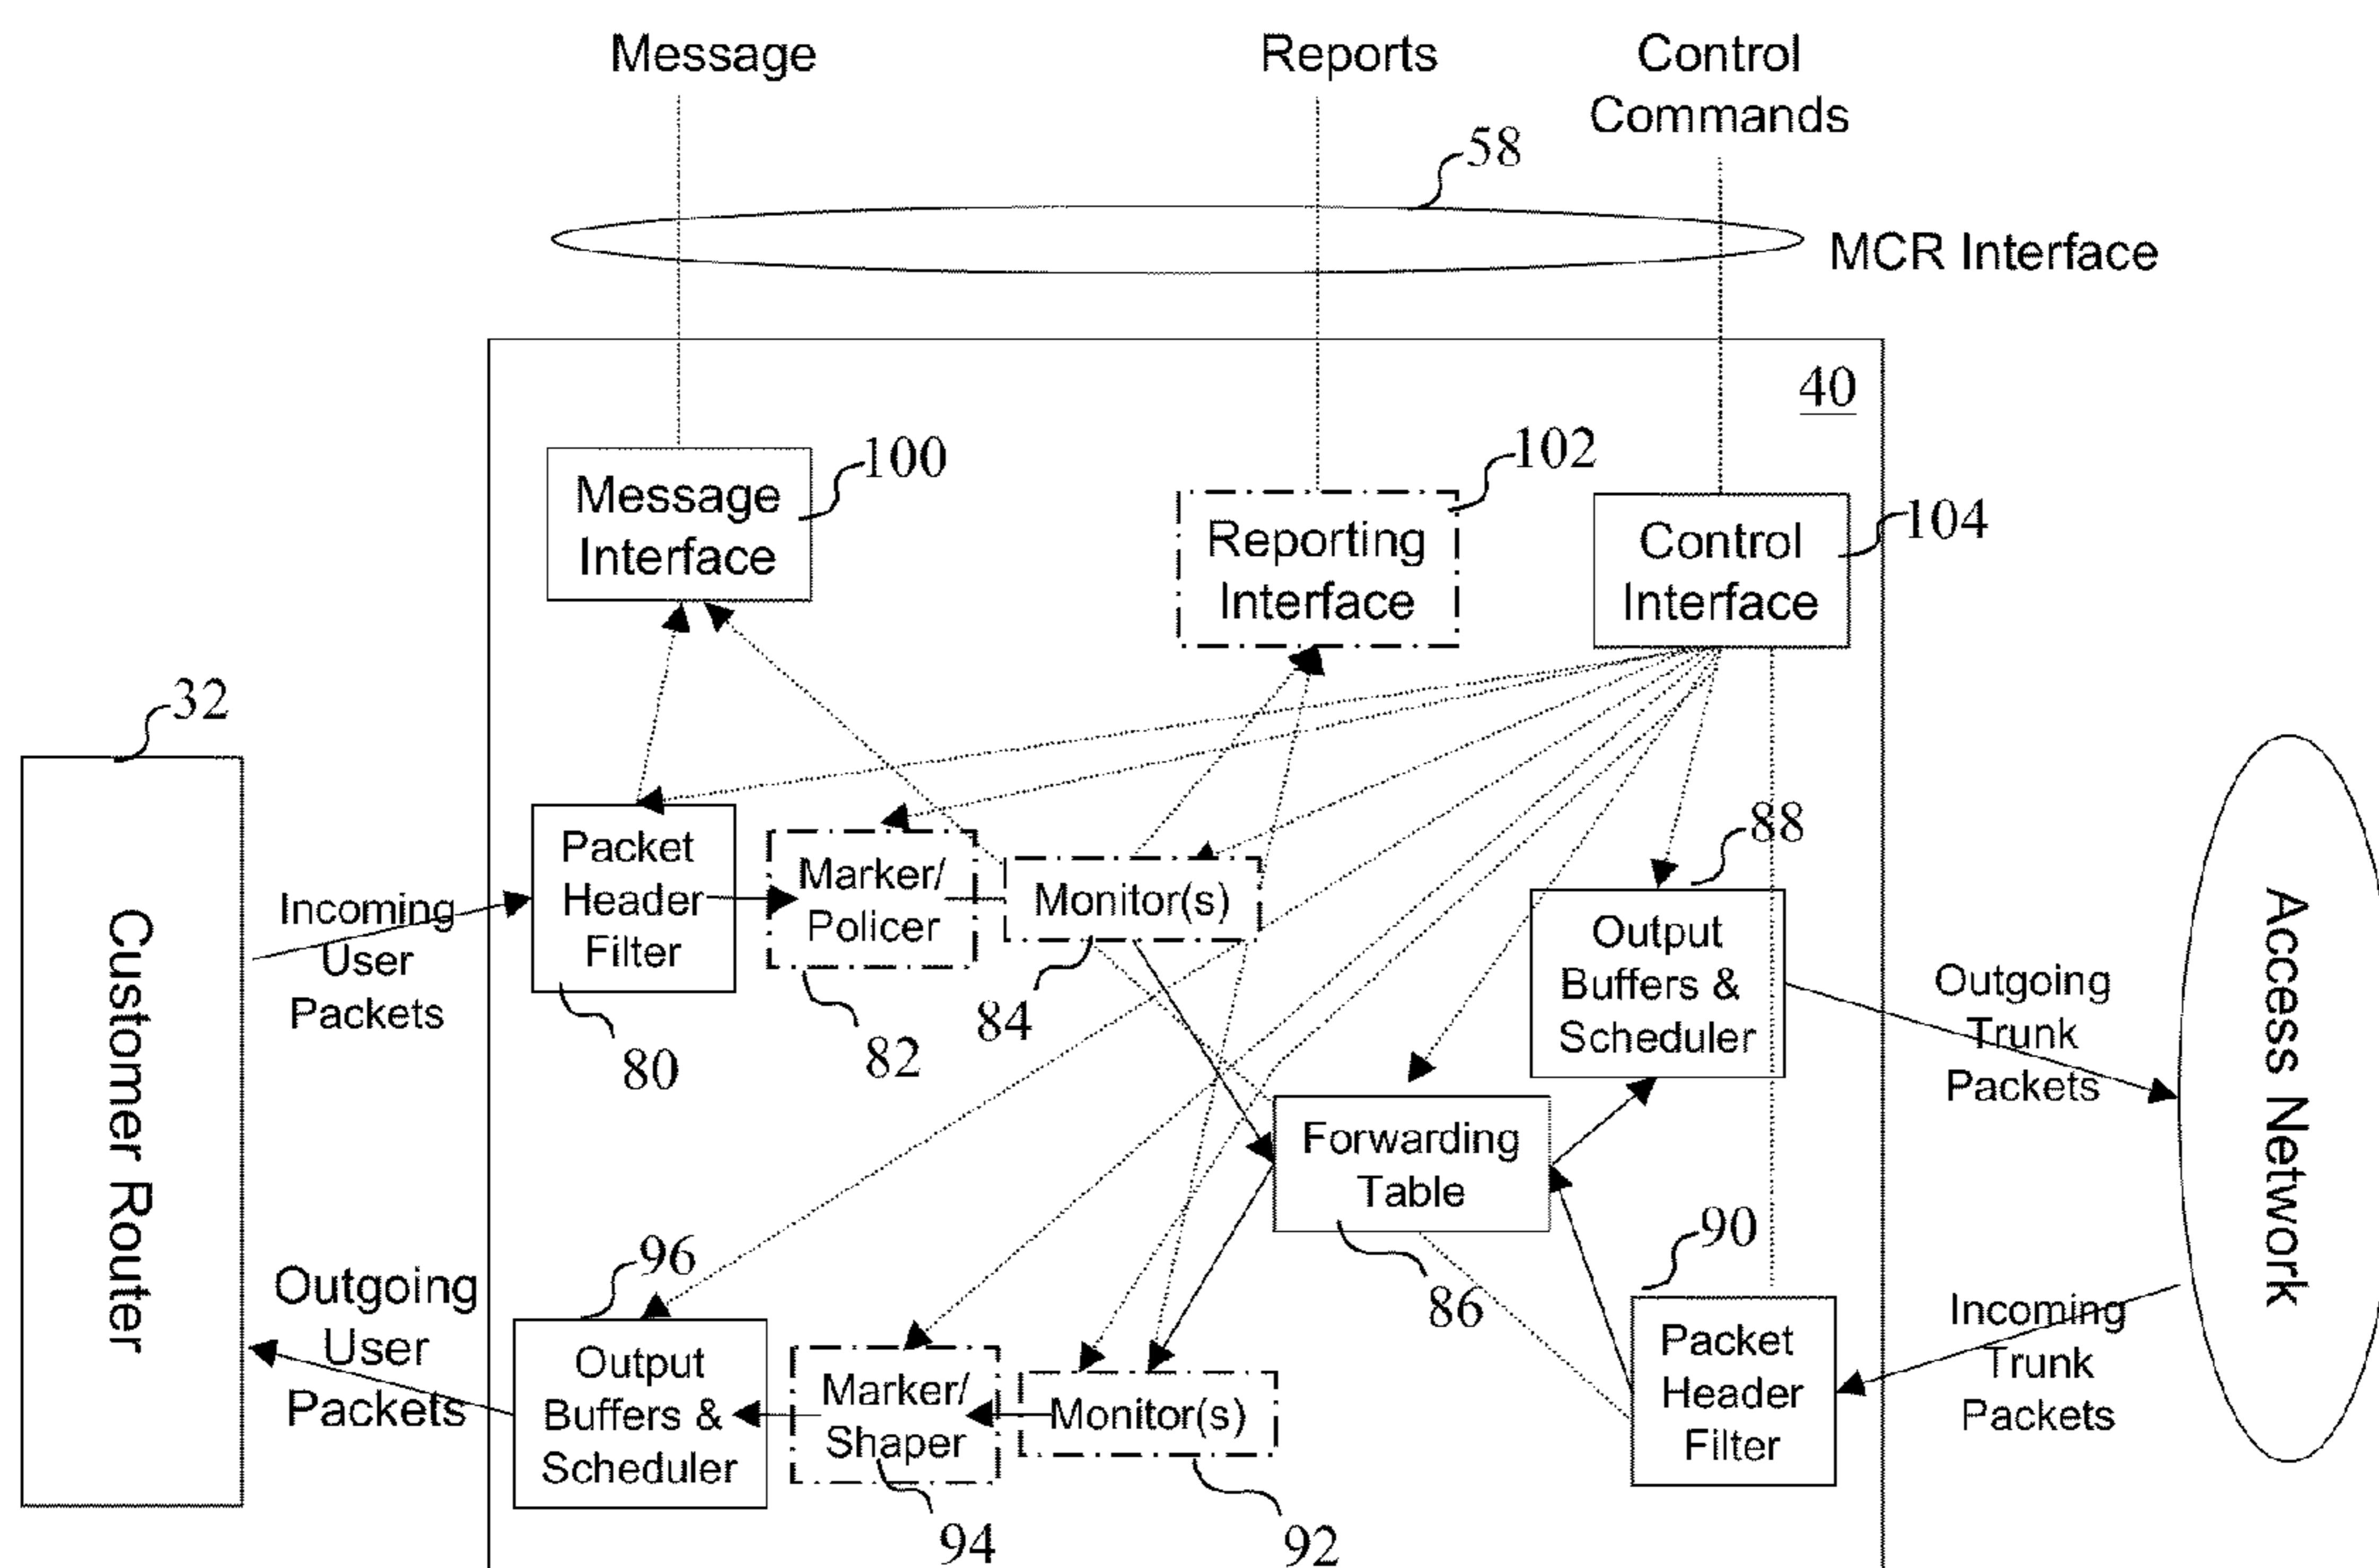 Message
Reports
Control
Commands
58
MCR Interface
40
100
Message
Interface
102
Reporting
Interface
104
Control
Interface
32
Customer Router
Incoming
User
Packets
Packet
Header
Filter
80
Marker/
Policer
82
Monitor(s)
84
88
Output
Buffers &
Scheduler
Outgoing
Trunk
Packets
Access Network
Forwarding
Table
86
90
Packet
Header
Filter
Incoming
Trunk
Packets
Outgoing
User
Packets
96
Output
Buffers &
Scheduler
Marker/
Shaper
94
Monitor(s)
92